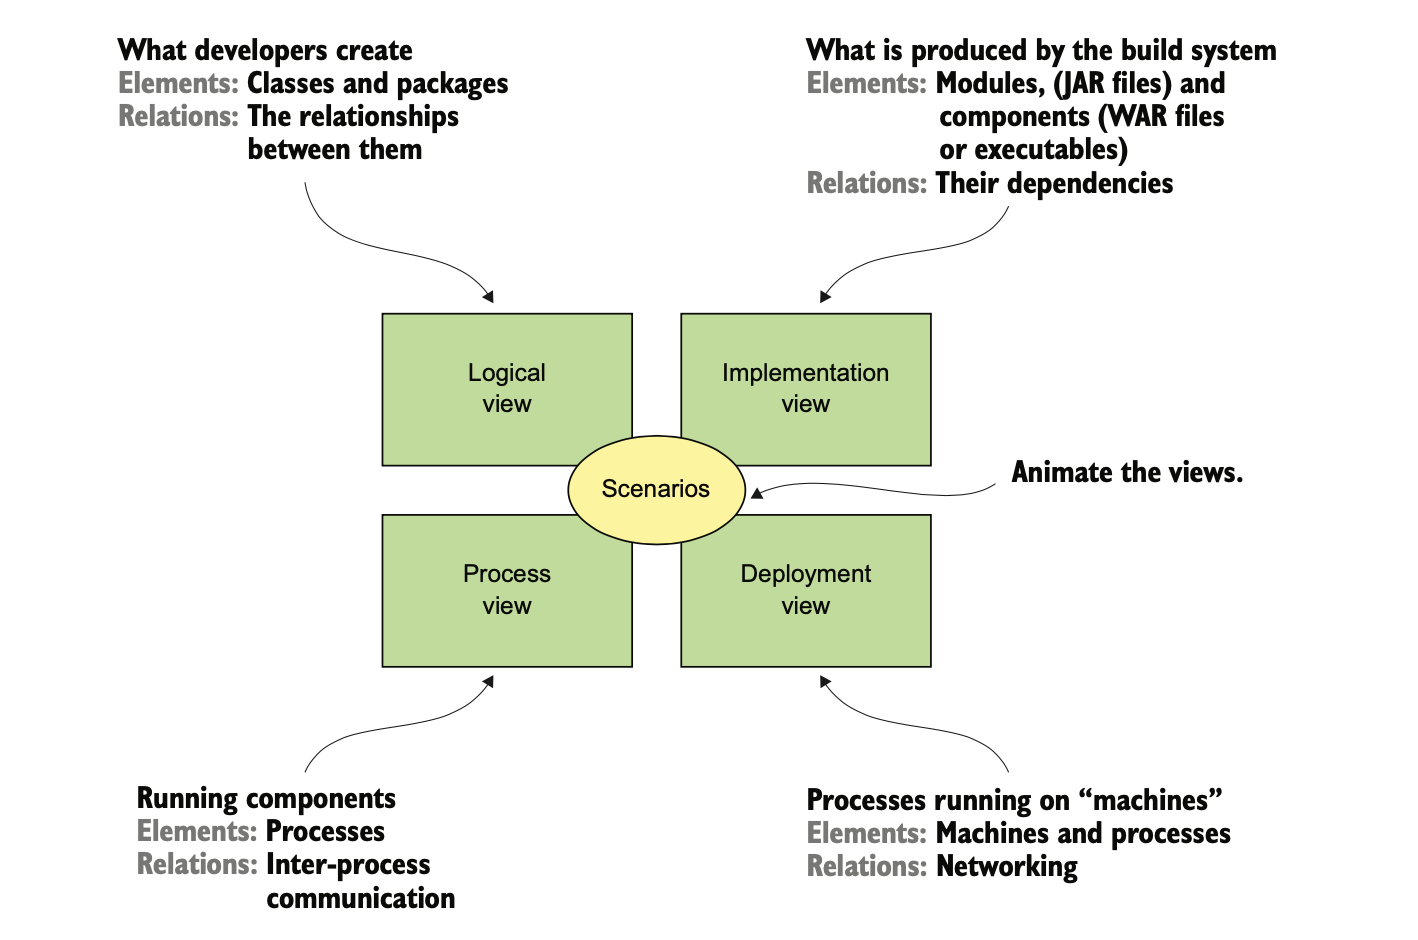 What developers create
Elements: Classes and packages
Relations: The relationships
between them
What is produced by the build system
Elements: Modules, (JAR files) and
components (WAR files
or executables)
Relations: Their dependencies
Logical
view
Implementation
view
Scenarios
Animate the views.
Process
view
Deployment
view
Running components
Elements: Processes
Relations: Inter-process
communication
Processes running on “machines”
Elements: Machines and processes
Relations: Networking